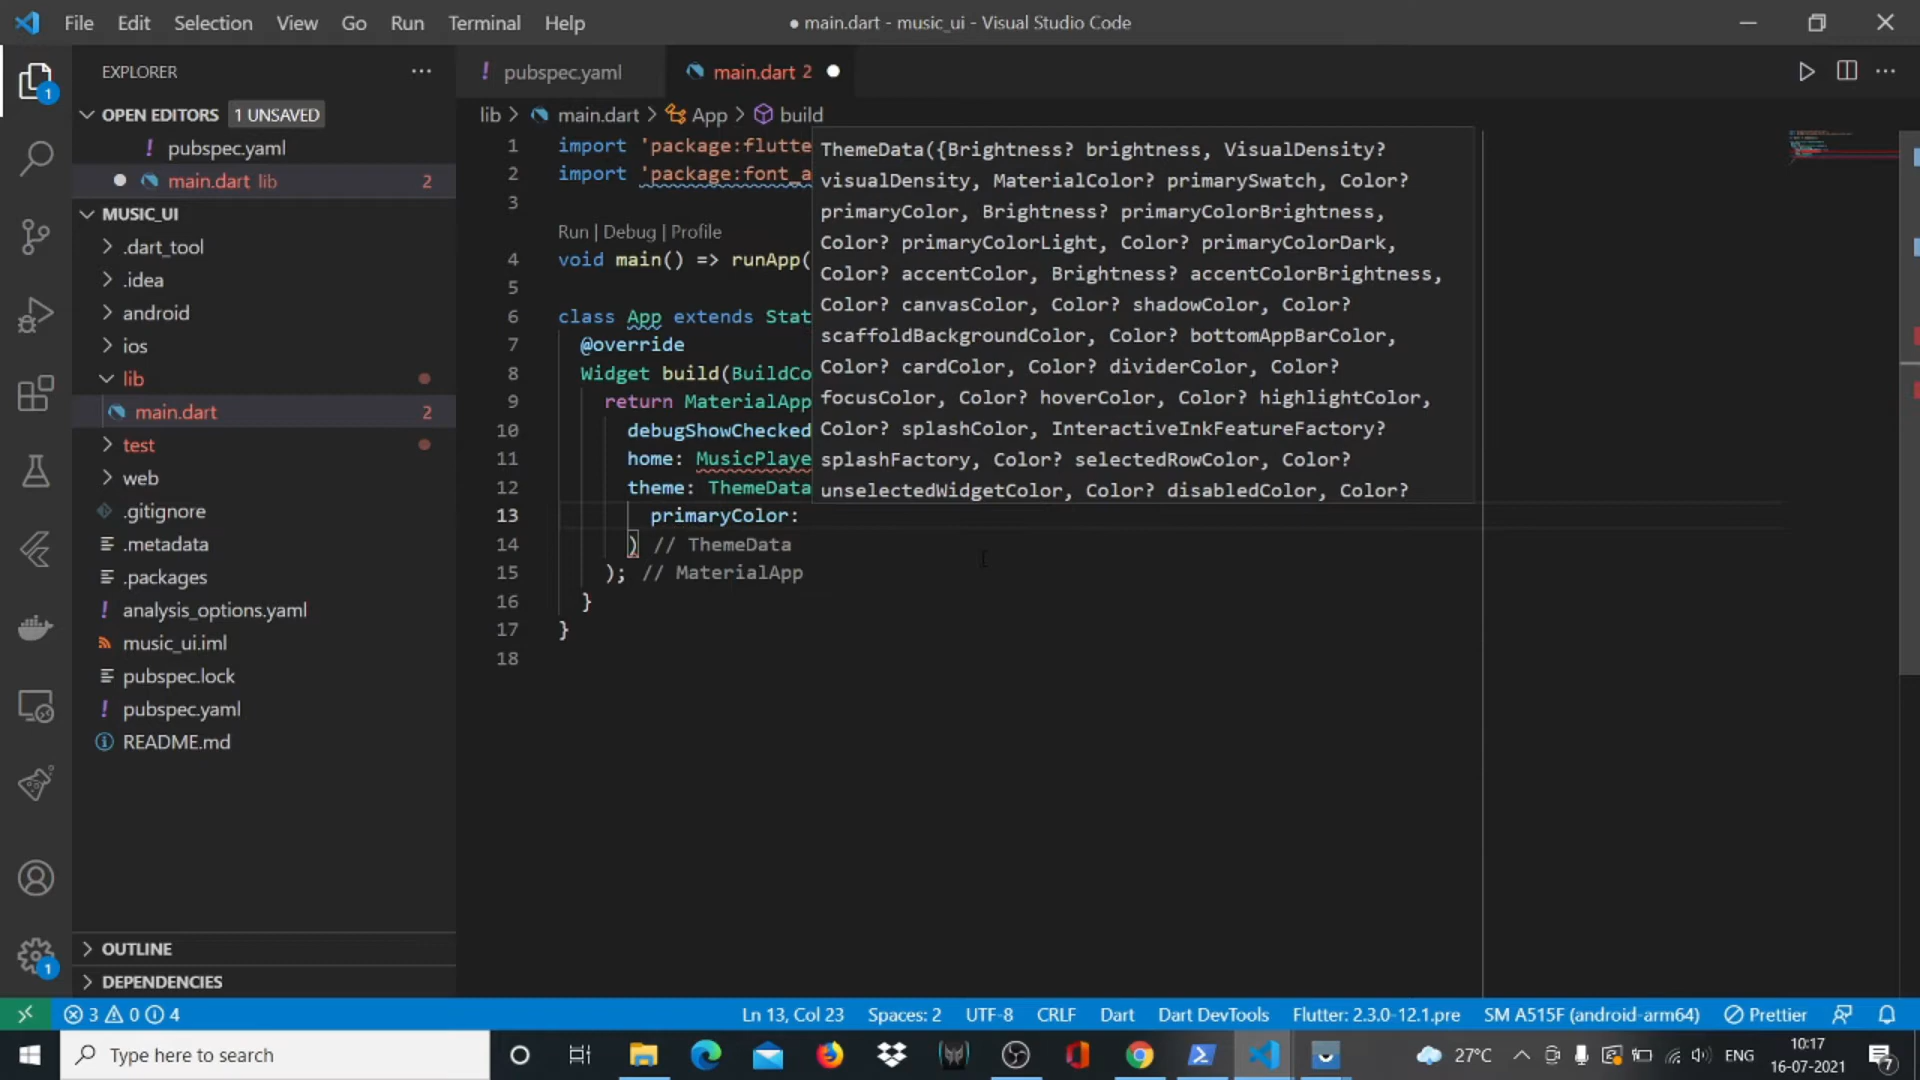 File Edit Selection View Go Run Terminal Help
● main.dart - music_ui - Visual Studio Code
EXPLORER
OPEN EDITORS 1 UNSAVED
! pubspec.yaml
main.dart lib 2
MUSIC_UI
.dart_tool
.idea
android
ios
lib
main.dart 2
test
web
.gitignore
.metadata
.packages
! analysis_options.yaml
music_ui.iml
pubspec.lock
! pubspec.yaml
README.md
OUTLINE
DEPENDENCIES
1
1
! pubspec.yaml
main.dart 2
lib > main.dart > App > build
1 import 'package:flutte
2 import 'package:font_a
3
Run | Debug | Profile
4 void main() => runApp(
5
6 class App extends Stat
7 @override
8 Widget build(BuildCo
9 return MaterialApp
10 debugShowChecked
11 home: MusicPlaye
12 theme: ThemeData
13 primaryColor:
14 ) // ThemeData
15 ); // MaterialApp
16 }
17 }
18
ThemeData({Brightness? brightness, VisualDensity?
visualDensity, MaterialColor? primarySwatch, Color?
primaryColor, Brightness? primaryColorBrightness,
Color? primaryColorLight, Color? primaryColorDark,
Color? accentColor, Brightness? accentColorBrightness,
Color? canvasColor, Color? shadowColor, Color?
scaffoldBackgroundColor, Color? bottomAppBarColor,
Color? cardColor, Color? dividerColor, Color?
focusColor, Color? hoverColor, Color? highlightColor,
Color? splashColor, InteractiveInkFeatureFactory?
splashFactory, Color? selectedRowColor, Color?
unselectedWidgetColor, Color? disabledColor, Color?
3 0 4 Ln 13, Col 23 Spaces: 2 UTF-8 CRLF Dart Dart DevTools Flutter: 2.3.0-12.1.pre SM A515F (android-arm64) Prettier
Type here to search
27°C ENG
10:17
16-07-2021
7